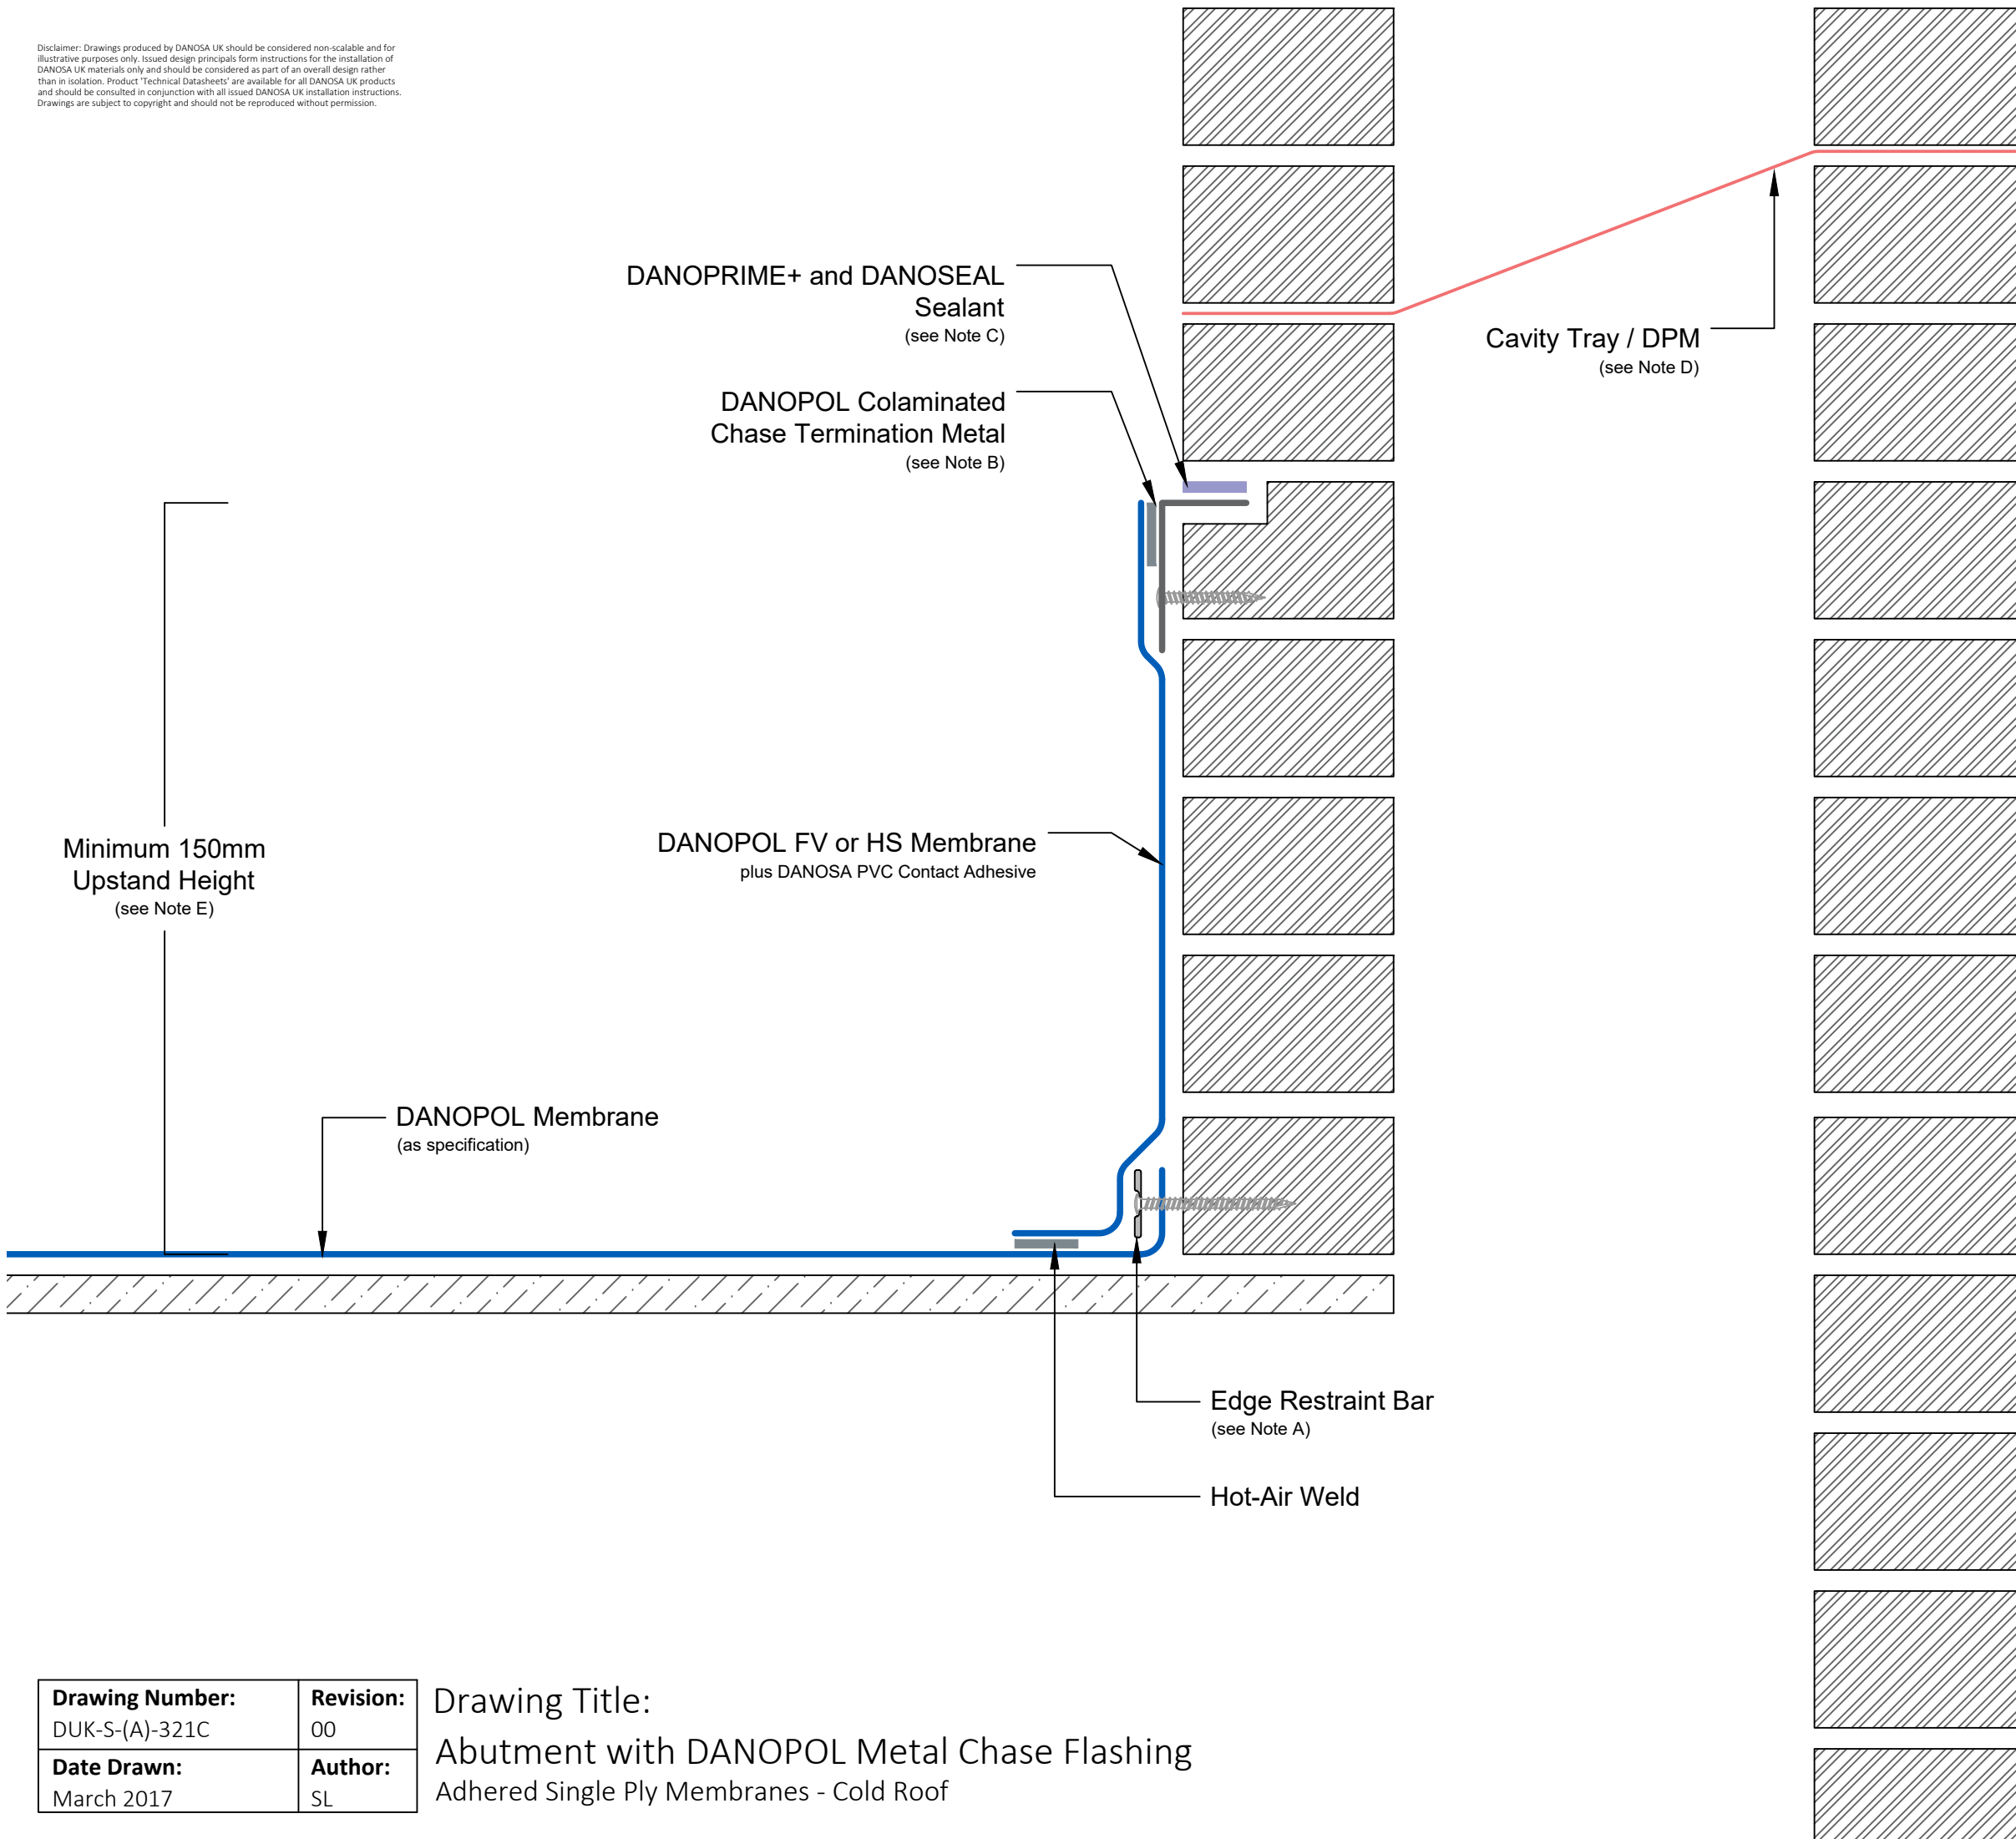 Disclaimer: Drawings produced by DANOSA UK should be considered non-scalable and for
illustrative purposes only. Issued design principals form instructions for the installation of
DANOSA UK materials only and should be considered as part of an overall design rather
than in isolation. Product 'Technical Datasheets' are available for all DANOSA UK products
and should be consulted in conjunction with all issued DANOSA UK installation instructions.
Drawings are subject to copyright and should not be reproduced without permission.
DANOPRIME+ and DANOSEAL
Sealant
(see Note C)
Cavity Tray / DPM
(see Note D)
DANOPOL Colaminated
Chase Termination Metal
(see Note B)
Minimum 150mm
Upstand Height
(see Note E)
DANOPOL FV or HS Membrane
plus DANOSA PVC Contact Adhesive
DANOPOL Membrane
(as specification)
Edge Restraint Bar
(see Note A)
Hot-Air Weld
Drawing Number:
DUK-S-(A)-321C
Revision:
00
Date Drawn:
March 2017
Author:
SL
Drawing Title:
Abutment with DANOPOL Metal Chase Flashing
Adhered Single Ply Membranes - Cold Roof